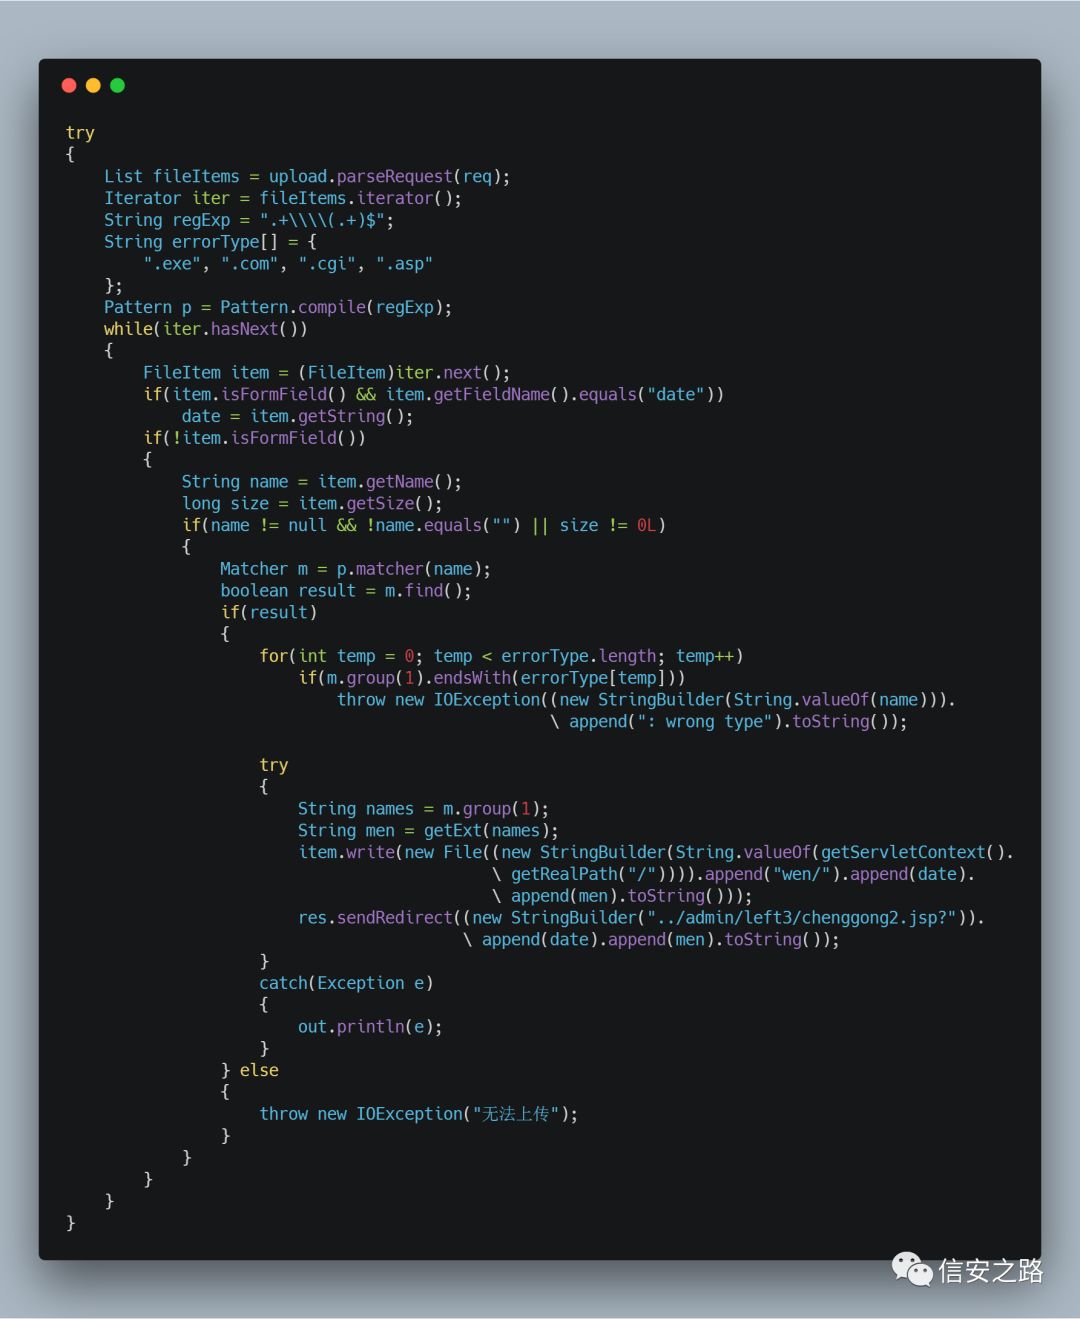 try
{
    List fileItems = upload.parseRequest(req);
    Iterator iter = fileItems.iterator();
    String regExp = ".+\\\\(.+)$";
    String errorType[] = {
        ".exe", ".com", ".cgi", ".asp"
    };
    Pattern p = Pattern.compile(regExp);
    while(iter.hasNext())
    {
        FileItem item = (FileItem)iter.next();
        if(item.isFormField() && item.getFieldName().equals("date"))
            date = item.getString();
        if(!item.isFormField())
        {
            String name = item.getName();
            long size = item.getSize();
            if(name != null && !name.equals("") || size != 0L)
            {
                Matcher m = p.matcher(name);
                boolean result = m.find();
                if(result)
                {
                    for(int temp = 0; temp < errorType.length; temp++)
                        if(m.group(1).endsWith(errorType[temp]))
                            throw new IOException((new StringBuilder(String.valueOf(name))).
                                                  \ append(": wrong type").toString());
                    try
                    {
                        String names = m.group(1);
                        String men = getExt(names);
                        item.write(new File((new StringBuilder(String.valueOf(getServletContext().
                                            \ getRealPath("/")))).append("wen/").append(date).
                                            \ append(men).toString()));
                        res.sendRedirect((new StringBuilder("../admin/left3/chenggong2.jsp?")).
                                         \ append(date).append(men).toString());
                    }
                    catch(Exception e)
                    {
                        out.println(e);
                    }
                } else
                {
                    throw new IOException("无法上传");
                }
            }
        }
    }
}
信安之路